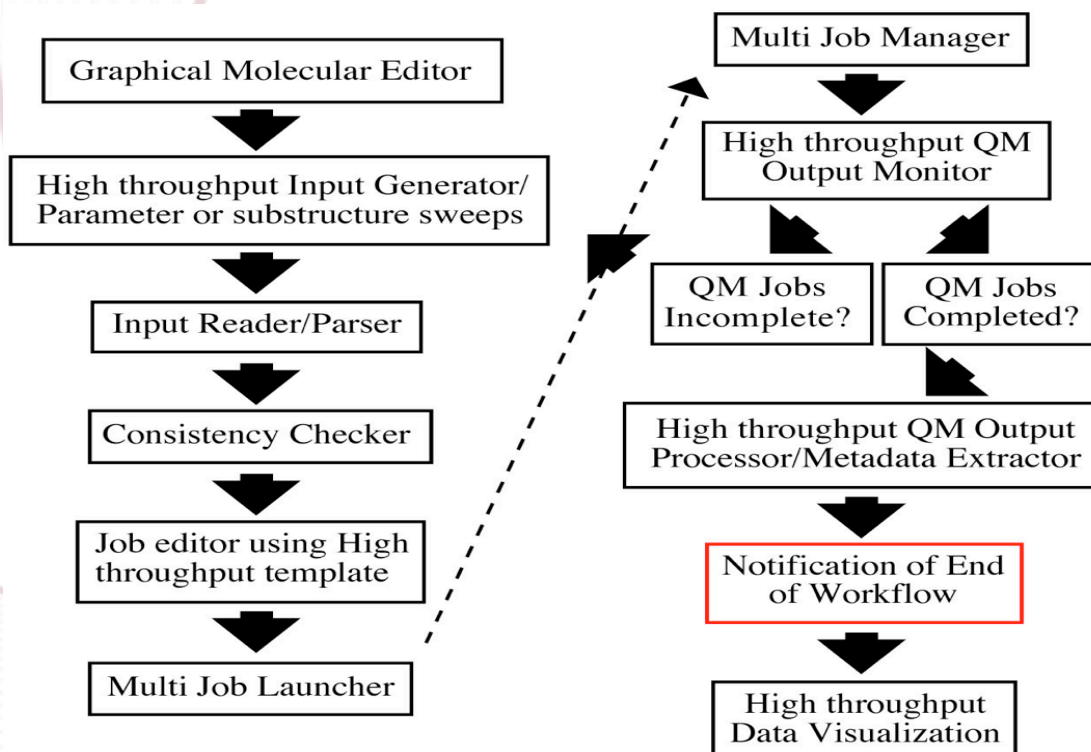 Graphical Molecular Editor
High throughput Input Generator/
Parameter or substructure sweeps
Input Reader/Parser
Consistency Checker
Job editor using High
throughput template
Multi Job Launcher
Multi Job Manager
High throughput QM
Output Monitor
QM Jobs
Incomplete?
QM Jobs
Completed?
High throughput QM Output
Processor/Metadata Extractor
Notification of End
of Workflow
High throughput
Data Visualization